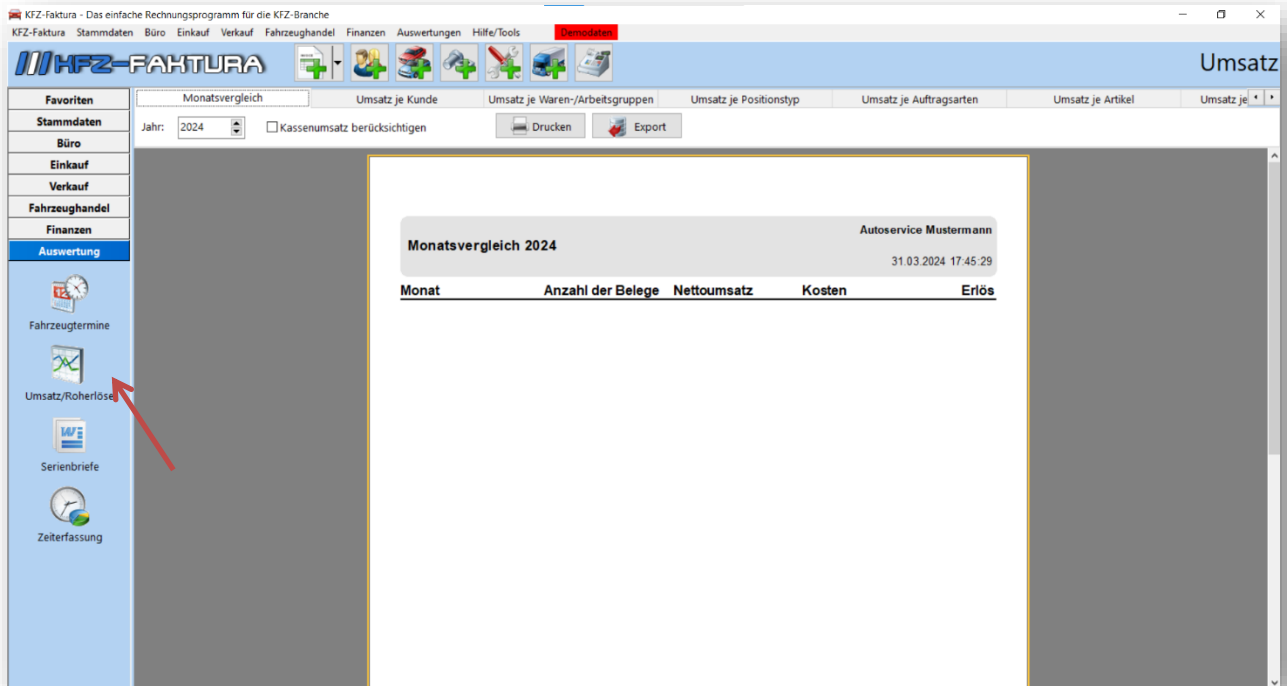 KFZ-Faktura - Das einfache Rechnungsprogramm für die KFZ-Branche
KFZ-Faktura Stammdaten Büro Einkauf Verkauf Fahrzeughandel Finanzen Auswertungen Hilfe/Tools Demodaten
KFZ-FAKTURA Umsatz
Favoriten
Stammdaten
Büro
Einkauf
Verkauf
Fahrzeughandel
Finanzen
Auswertung
Fahrzeugtermine
Umsatz/Roherlöse
Serienbriefe
Zeiterfassung
Monatsvergleich Umsatz je Kunde Umsatz je Waren-/Arbeitsgruppen Umsatz je Positionstyp Umsatz je Auftragsarten Umsatz je Artikel Umsatz je
Jahr: 2024 Kassenumsatz berücksichtigen Drucken Export
Autoservice Mustermann
Monatsvergleich 2024
31.03.2024 17:45:29
Monat Anzahl der Belege Nettoumsatz Kosten Erlös